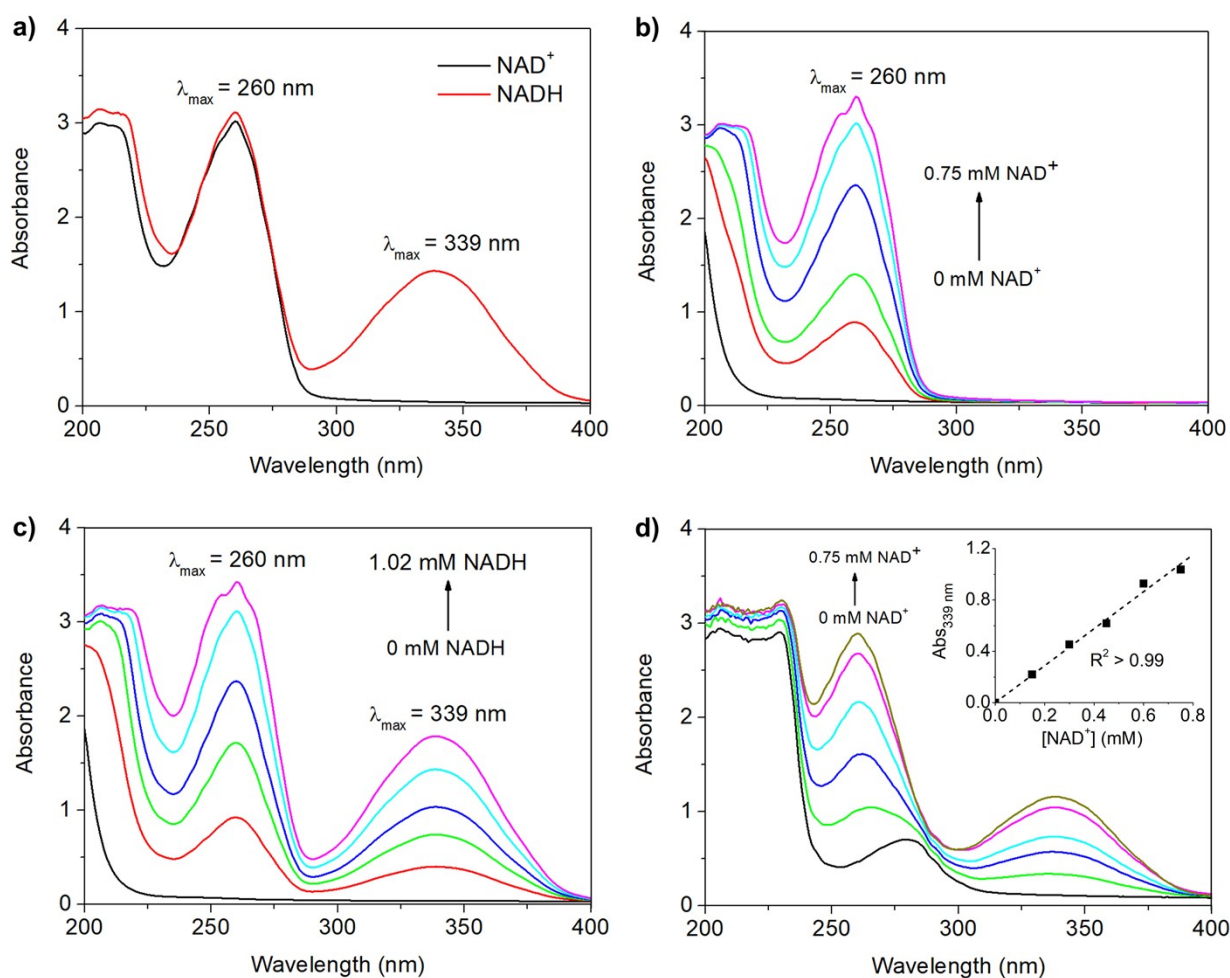 a)
4
3
2
1
0
Absorbance
λmax = 260 nm
NAD+
NADH
λmax = 339 nm
200 250 300 350 400
Wavelength (nm)
b)
4
3
2
1
0
Absorbance
λmax = 260 nm
0.75 mM NAD+
0 mM NAD+
200 250 300 350 400
Wavelength (nm)
c)
4
3
2
1
0
Absorbance
λmax = 260 nm
1.02 mM NADH
0 mM NADH
λmax = 339 nm
200 250 300 350 400
Wavelength (nm)
d)
4
3
2
1
0
Absorbance
0.75 mM NAD+
λmax = 260 nm
0 mM NAD+
1.2
0.8
0.4
0.0
Abs339 nm
R2 > 0.99
0.0 0.2 0.4 0.6 0.8
[NAD+] (mM)
200 250 300 350 400
Wavelength (nm)